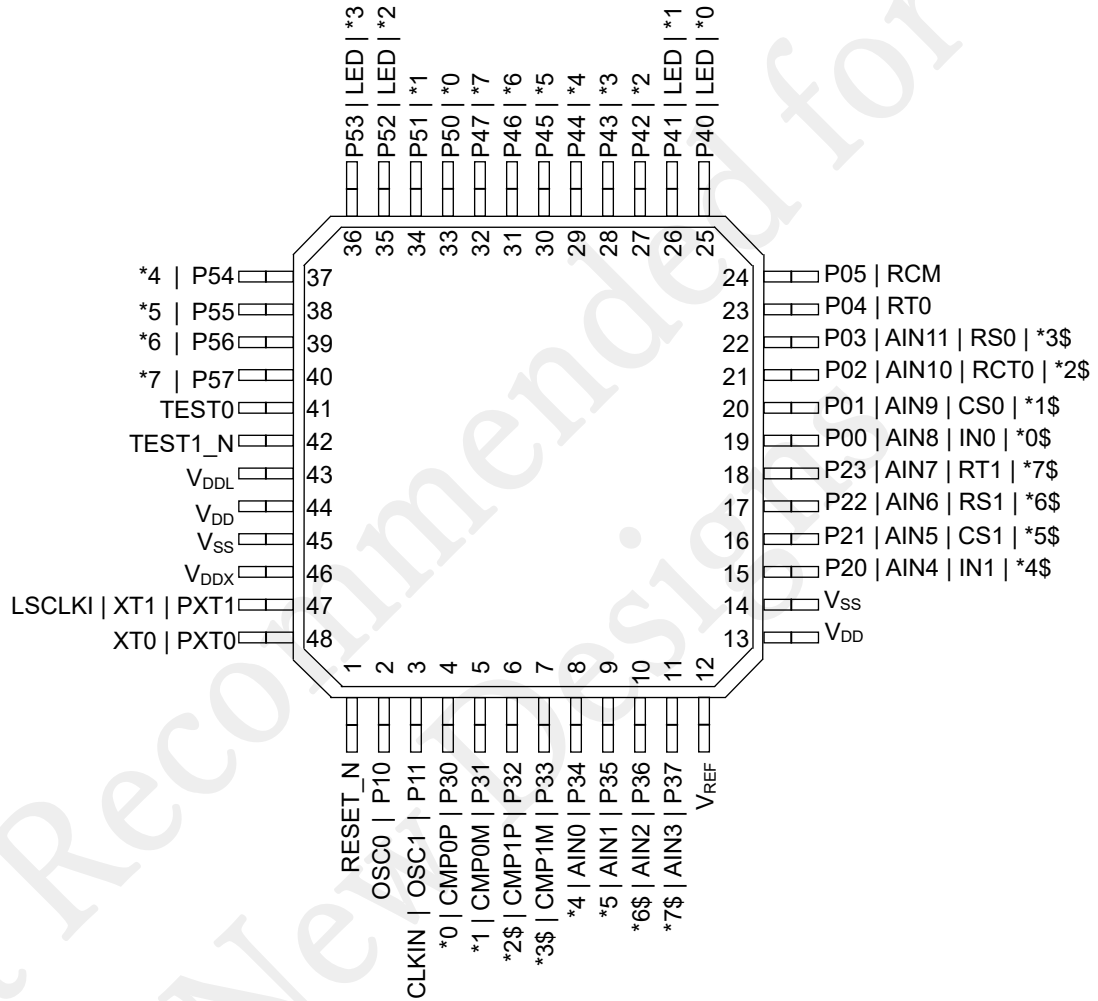 P53 | LED | *3
P52 | LED | *2
P51 | *1
P50 | *0
P47 | *7
P46 | *6
P45 | *5
P44 | *4
P43 | *3
P42 | *2
P41 | LED | *1
P40 | LED | *0
36 35 34 33 32 31 30 29 28 27 26 25
*4 | P54 37
*5 | P55 38
*6 | P56 39
*7 | P57 40
TEST0 41
TEST1_N 42
VDDL 43
VDD 44
VSS 45
VDDX 46
LSCLKI | XT1 | PXT1 47
XT0 | PXT0 48
24 P05 | RCM
23 P04 | RT0
22 P03 | AIN11 | RS0 | *3$
21 P02 | AIN10 | RCT0 | *2$
20 P01 | AIN9 | CS0 | *1$
19 P00 | AIN8 | IN0 | *0$
18 P23 | AIN7 | RT1 | *7$
17 P22 | AIN6 | RS1 | *6$
16 P21 | AIN5 | CS1 | *5$
15 P20 | AIN4 | IN1 | *4$
14 VSS
13 VDD
1 2 3 4 5 6 7 8 9 10 11 12
RESET_N
OSC0 | P10
CLKIN | OSC1 | P11
*0 | CMP0P | P30
*1 | CMP0M | P31
*2$ | CMP1P | P32
*3$ | CMP1M | P33
*4 | AIN0 | P34
*5 | AIN1 | P35
*6$ | AIN2 | P36
*7$ | AIN3 | P37
VREF
Recommended for
New Designs